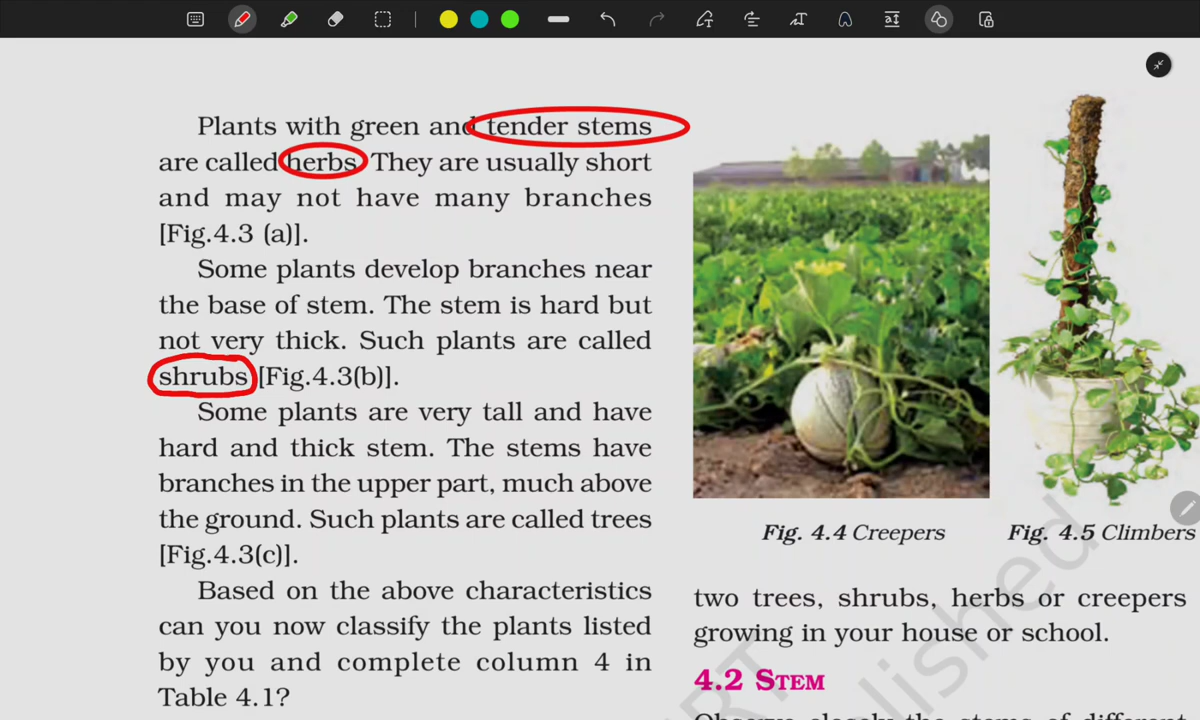 Plants with green and tender stems
are called herbs. They are usually short
and may not have many branches
[Fig.4.3 (a)].
Some plants develop branches near
the base of stem. The stem is hard but
not very thick. Such plants are called
shrubs [Fig.4.3(b)].
Some plants are very tall and have
hard and thick stem. The stems have
branches in the upper part, much above
the ground. Such plants are called trees
[Fig.4.3(c)].
Based on the above characteristics
can you now classify the plants listed
by you and complete column 4 in
Table 4.1?
Fig. 4.4 Creepers
Fig. 4.5 Climbers
two trees, shrubs, herbs or creepers
growing in your house or school.
4.2 STEM
Observe closely the stems of different